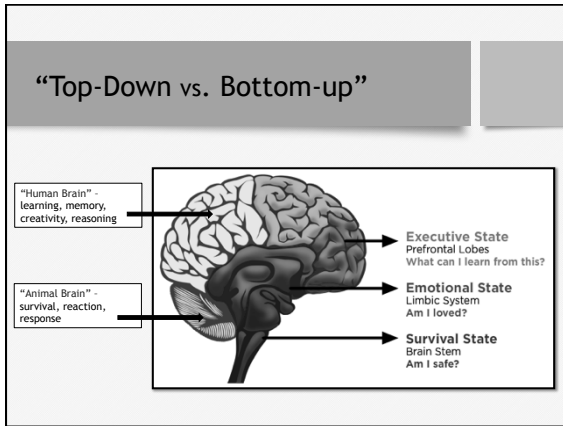 “Top-Down vs. Bottom-up”
“Human Brain” -
learning, memory,
creativity, reasoning
“Animal Brain” -
survival, reaction,
response
Executive State
Prefrontal Lobes
What can I learn from this?
Emotional State
Limbic System
Am I loved?
Survival State
Brain Stem
Am I safe?